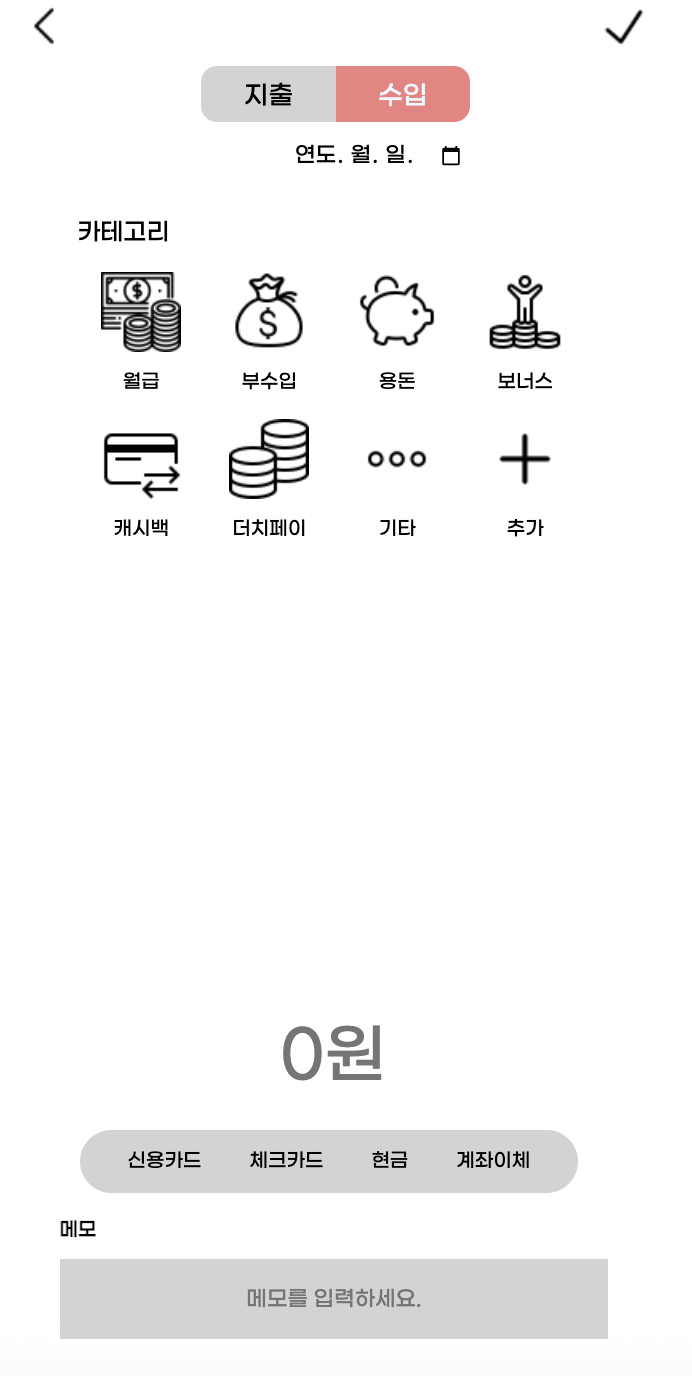 지출 수입
연도. 월. 일.
카테고리
월급 부수입 용돈 보너스
캐시백 더치페이 기타 추가
0원
신용카드 체크카드 현금 계좌이체
메모
메모를 입력하세요.